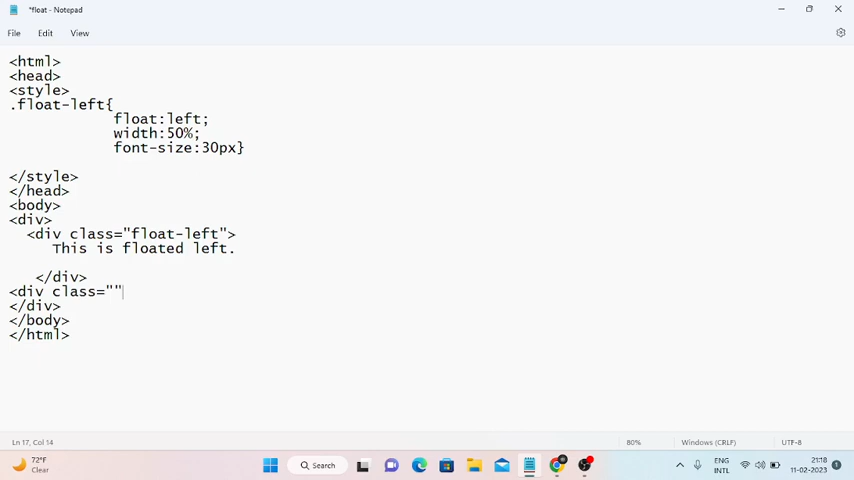 *float - Notepad
File Edit View
<html>
<head>
<style>
.float-left{
float:left;
width:50%;
font-size:30px}
</style>
</head>
<body>
<div>
<div class="float-left">
This is floated left.
</div>
<div class=""
</div>
</body>
</html>
Ln 17, Col 14 80% Windows (CRLF) UTF-8
72°F
Clear
Search
ENG
INTL
21:18
11-02-2023